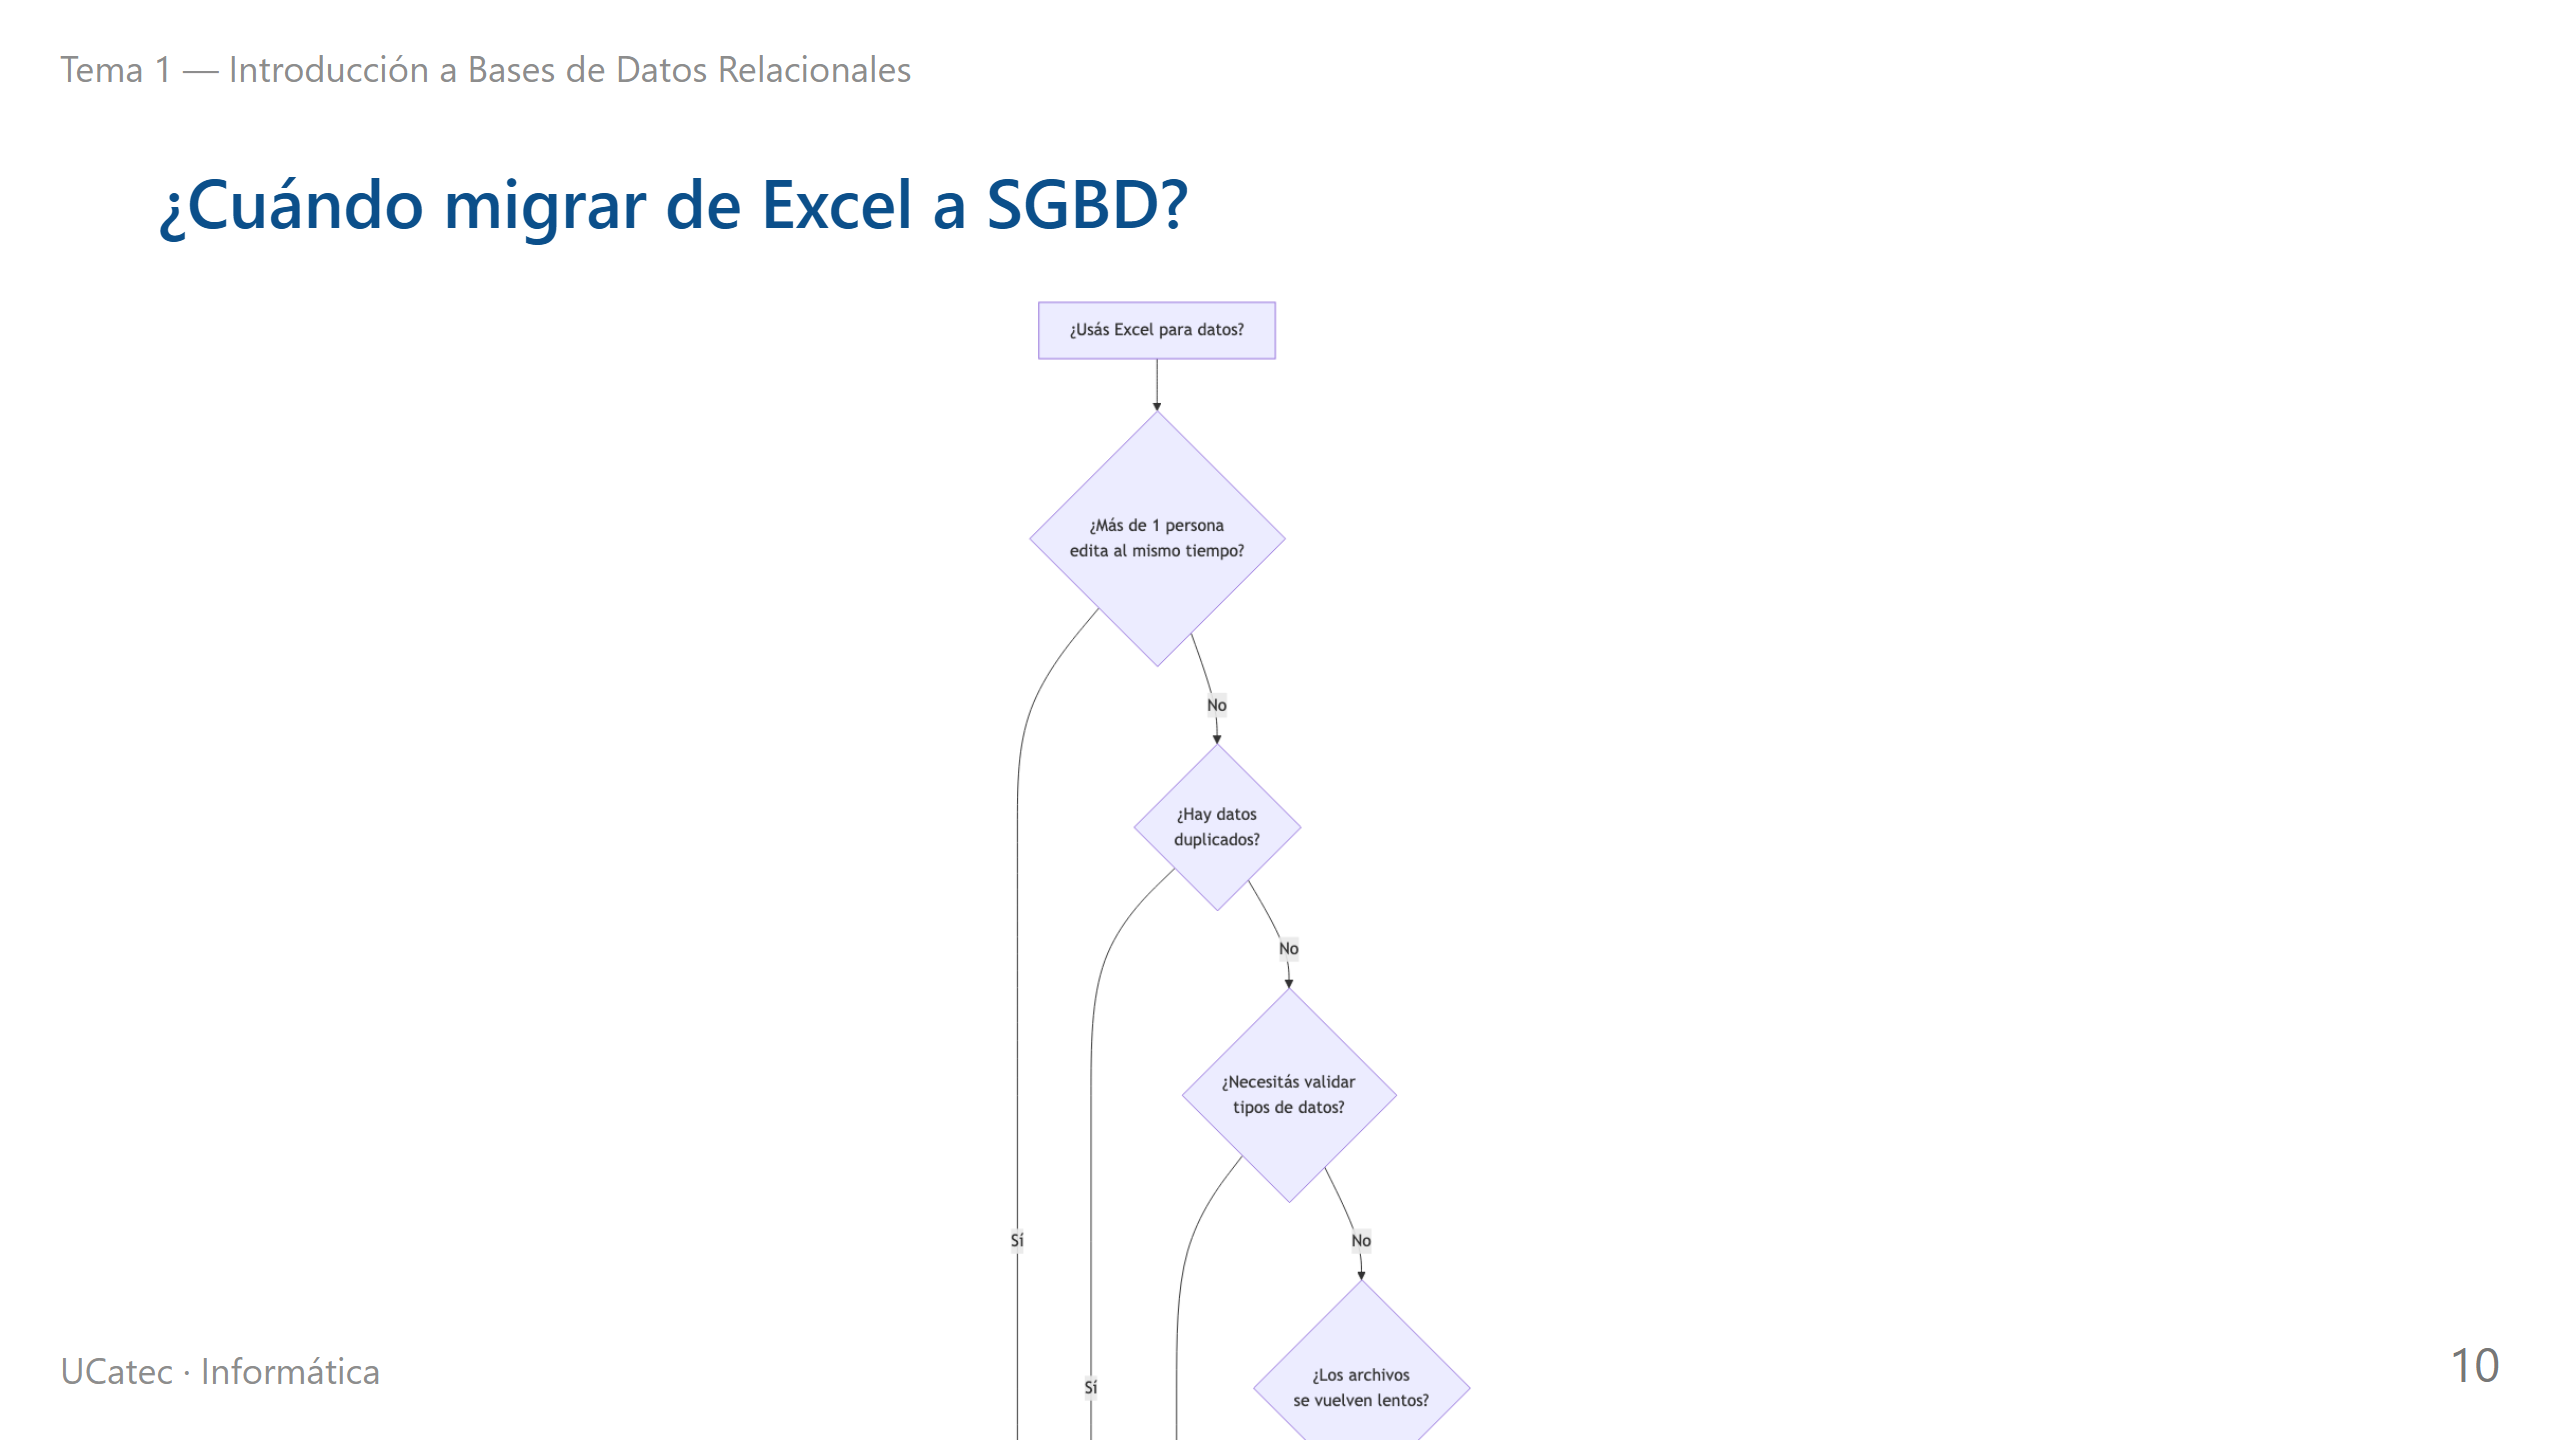 Tema 1 — Introducción a Bases de Datos Relacionales
¿Cuándo migrar de Excel a SGBD?
¿Usás Excel para datos?
¿Más de 1 persona
edita al mismo tiempo?
No
¿Hay datos
duplicados?
No
¿Necesitás validar
tipos de datos?
Sí
No
¿Los archivos
se vuelven lentos?
Sí
UCatec · Informática
10